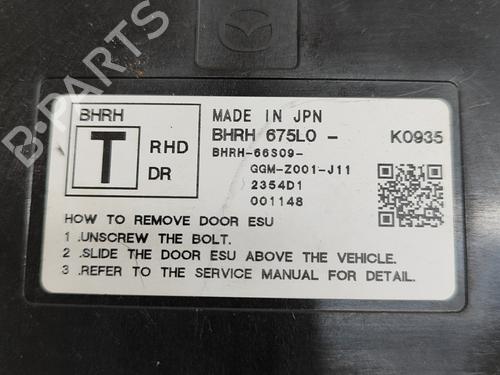 BHRH
T
RHD
DR
MADE IN JPN
BHRH 675L0 -
K0935
BHRH-66S09-
GGM-Z001-J11
2354D1
001148
HOW TO REMOVE DOOR ESU
1 .UNSCREW THE BOLT.
2 .SLIDE THE DOOR ESU ABOVE THE VEHICLE.
3 .REFER TO THE SERVICE MANUAL FOR DETAIL.
B-PARTS